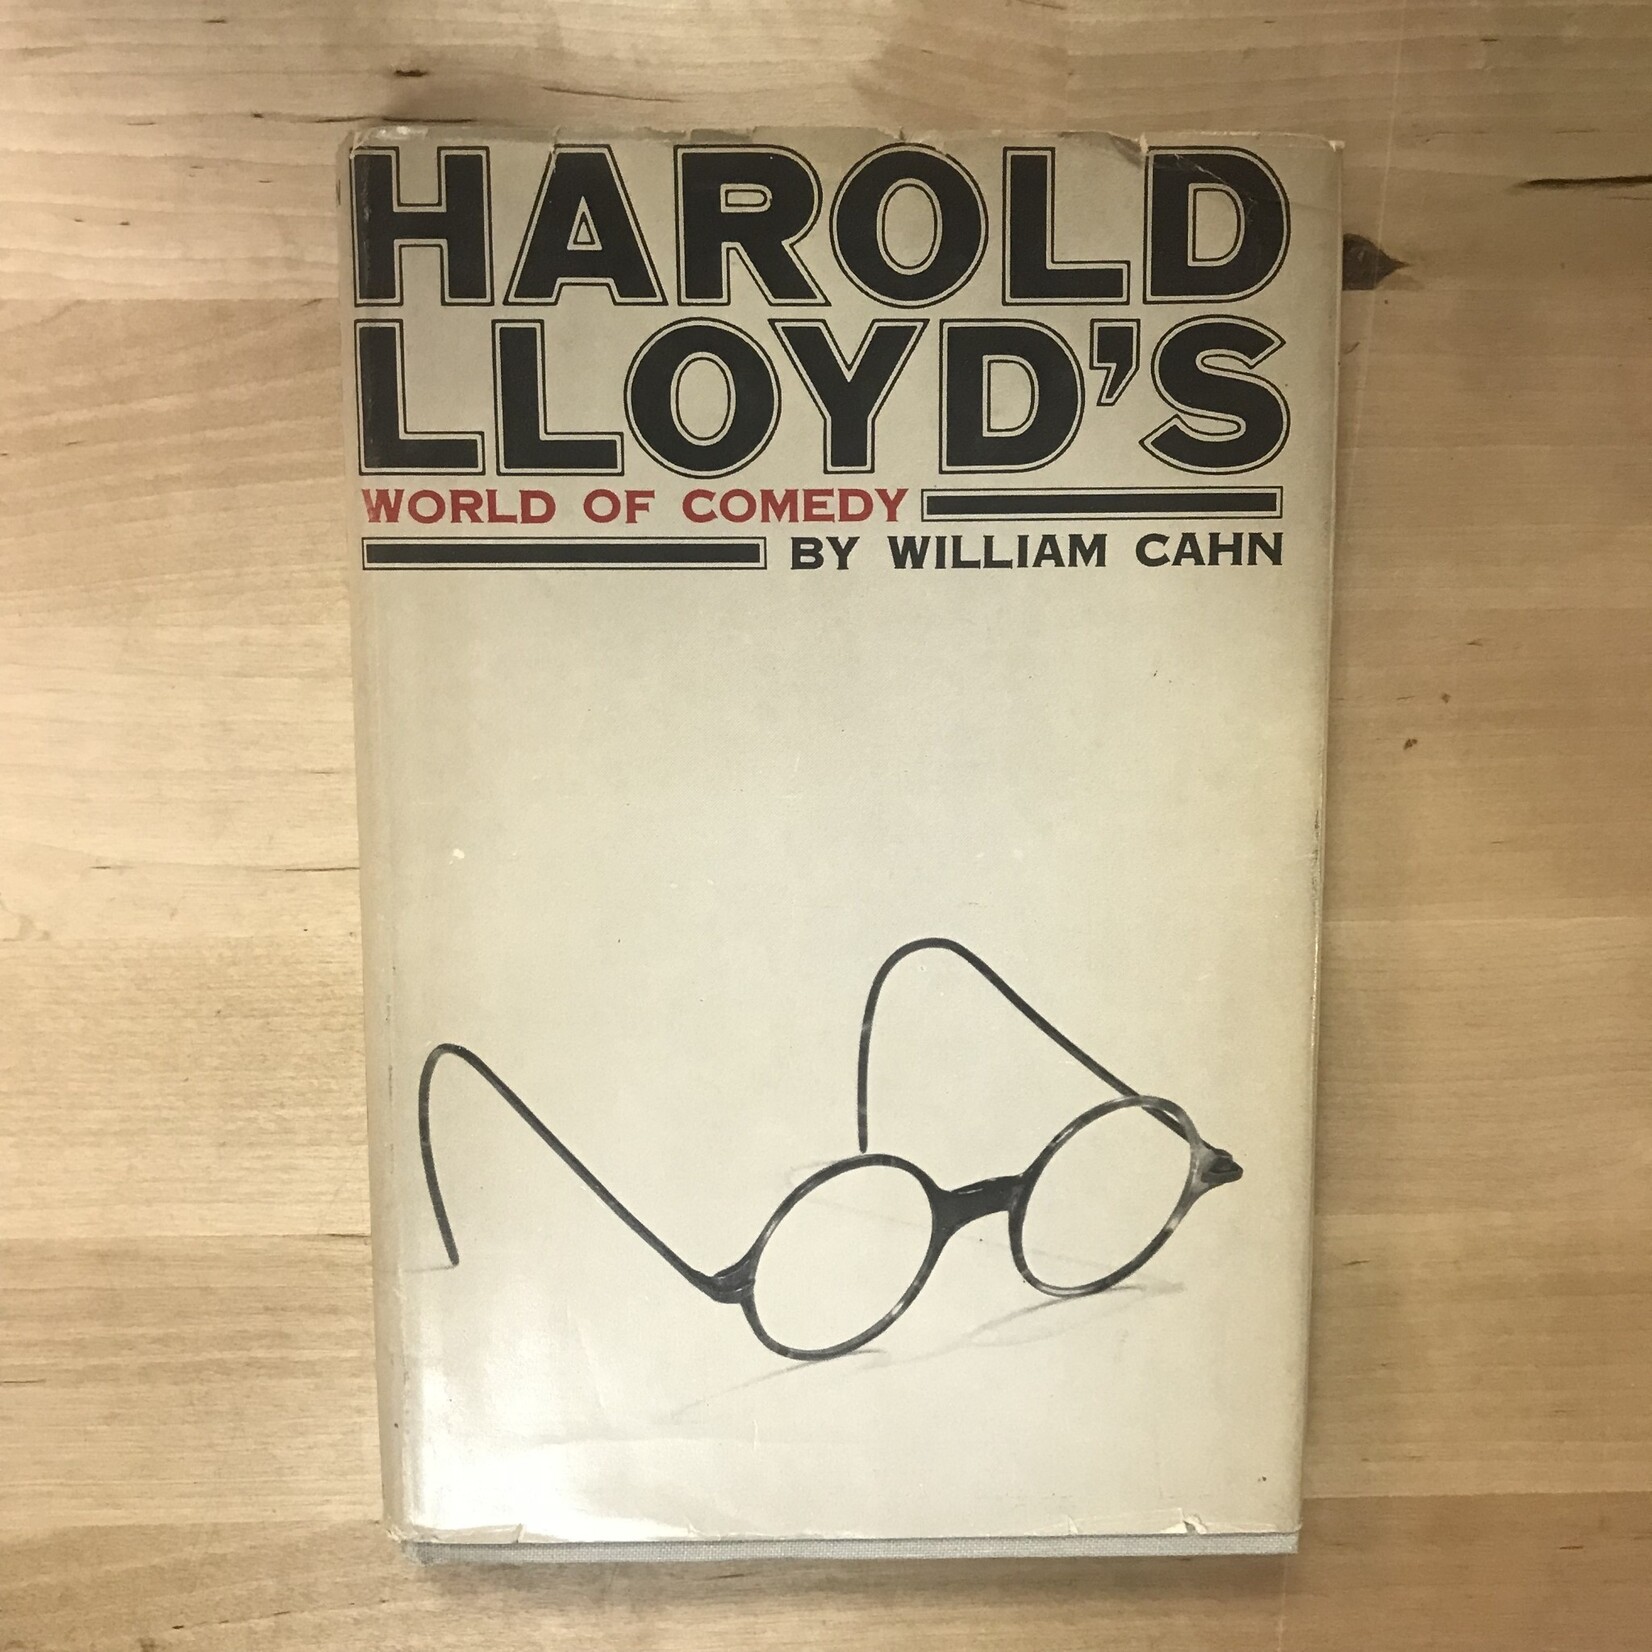 HAROLD
LLOYD'S
WORLD OF COMEDY
BY WILLIAM CAHN